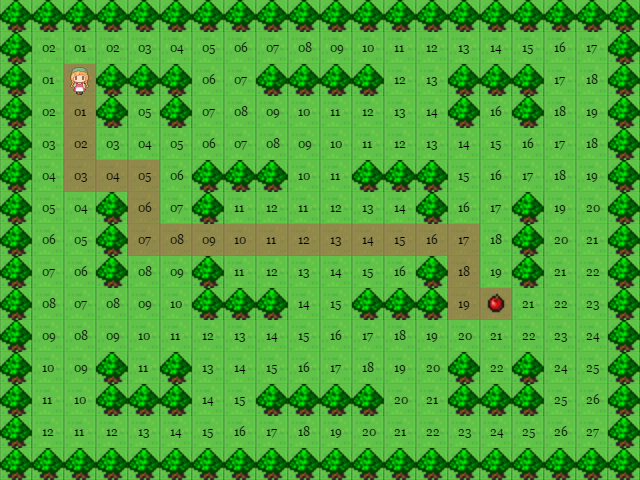 02 01 02 03 04 05 06 07 08 09 10 11 12 13 14 15 16 17
01 06 07 12 13 17 18
02 01 05 07 08 09 10 11 12 13 14 16 18 19
03 02 03 04 05 06 07 08 09 10 11 12 13 14 15 16 17 18
04 03 04 05 06 10 11 15 16 17 18 19
05 04 06 07 11 12 11 12 13 14 16 17 19 20
06 05 07 08 09 10 11 12 13 14 15 16 17 18 20 21
07 06 08 09 11 12 13 14 15 16 18 19 21 22
08 07 08 09 10 14 15 19 21 22 23
09 08 09 10 11 12 13 14 15 16 17 18 19 20 21 22 23 24
10 09 11 13 14 15 16 17 18 19 20 22 24 25
11 10 14 15 20 21 25 26
12 11 12 13 14 15 16 17 18 19 20 21 22 23 24 25 26 27